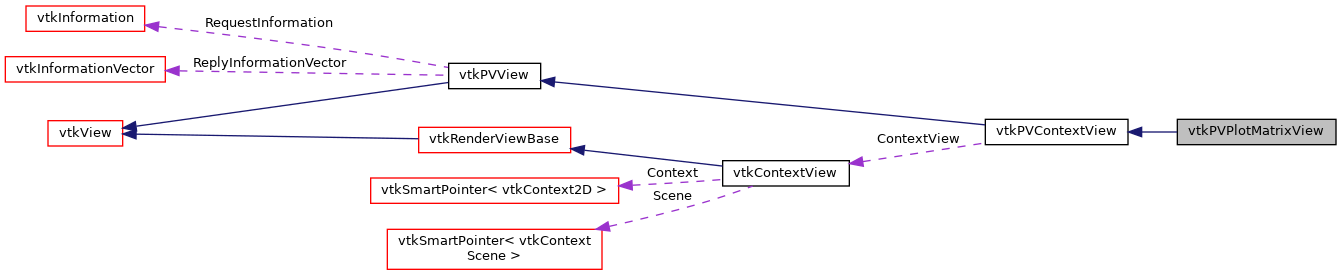 vtkInformation
RequestInformation
vtkInformationVector
ReplyInformationVector
vtkPVView
vtkView
vtkRenderViewBase
ContextView
vtkPVContextView
vtkPVPlotMatrixView
vtkContextView
Context
vtkSmartPointer< vtkContext2D >
Scene
vtkSmartPointer< vtkContext
Scene >